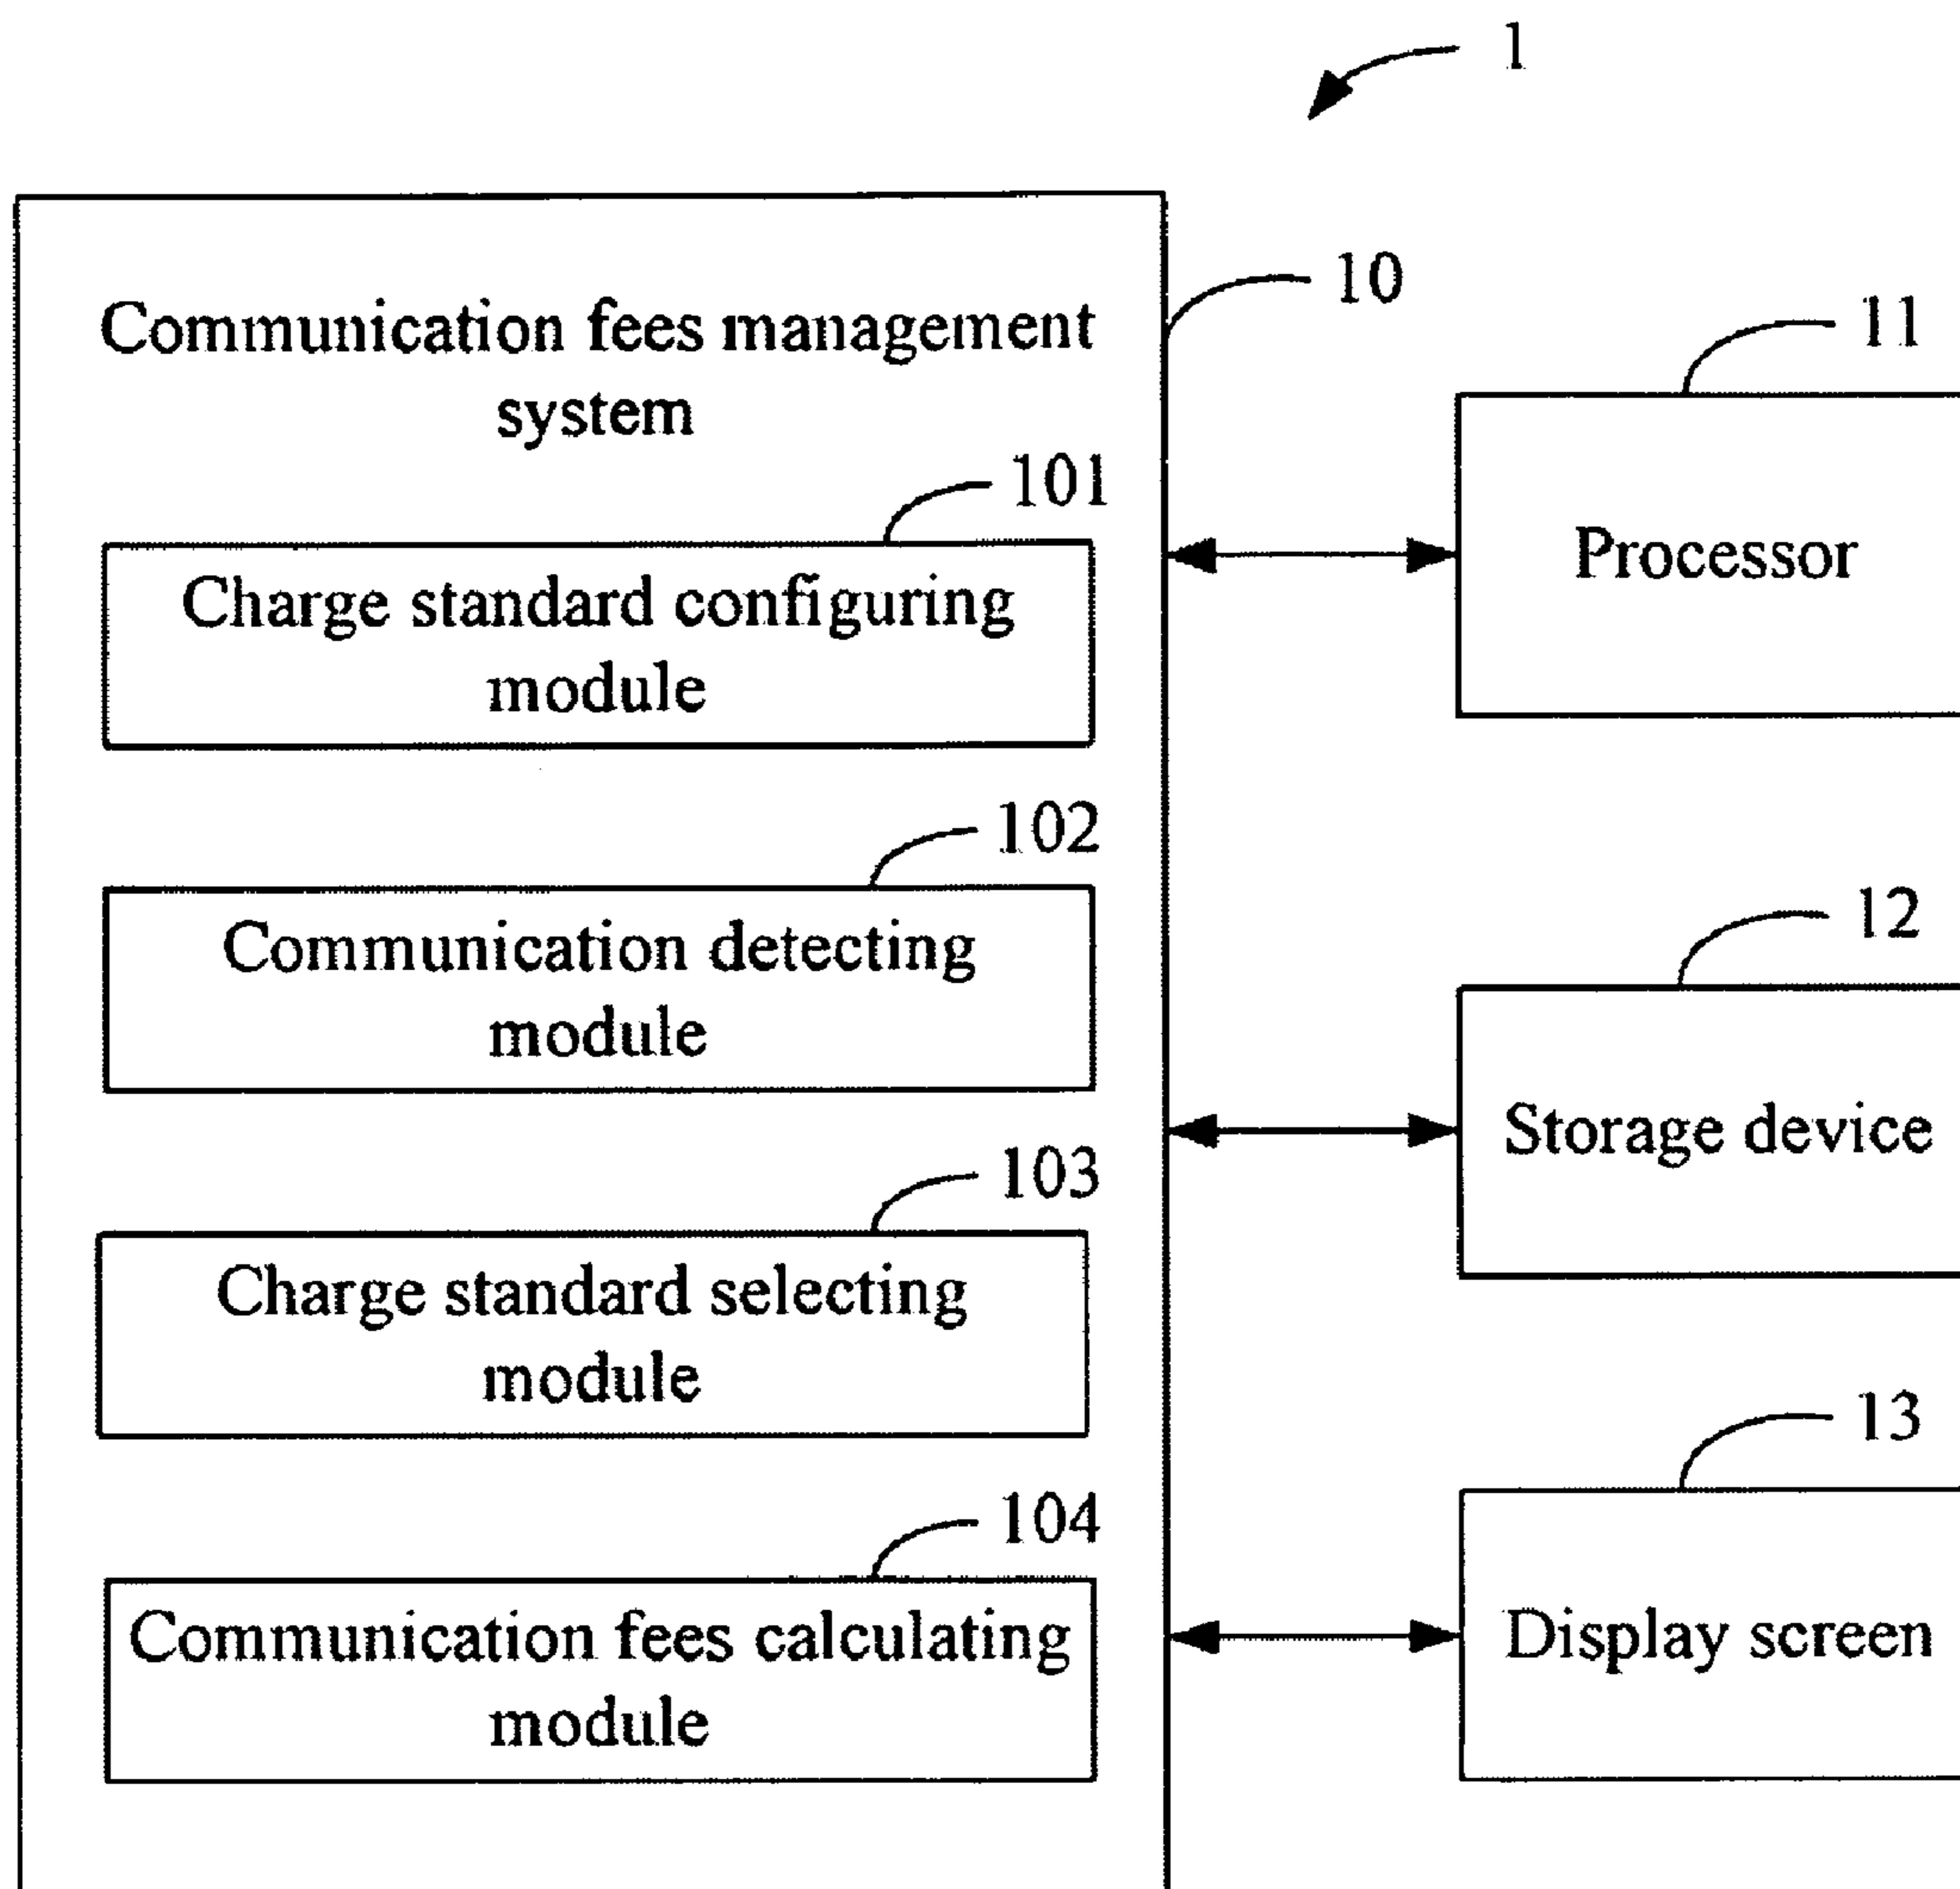 1
10
Communication fees management
system
101
Charge standard configuring
module
102
Communication detecting
module
103
Charge standard selecting
module
104
Communication fees calculating
module
11
Processor
12
Storage device
13
Display screen